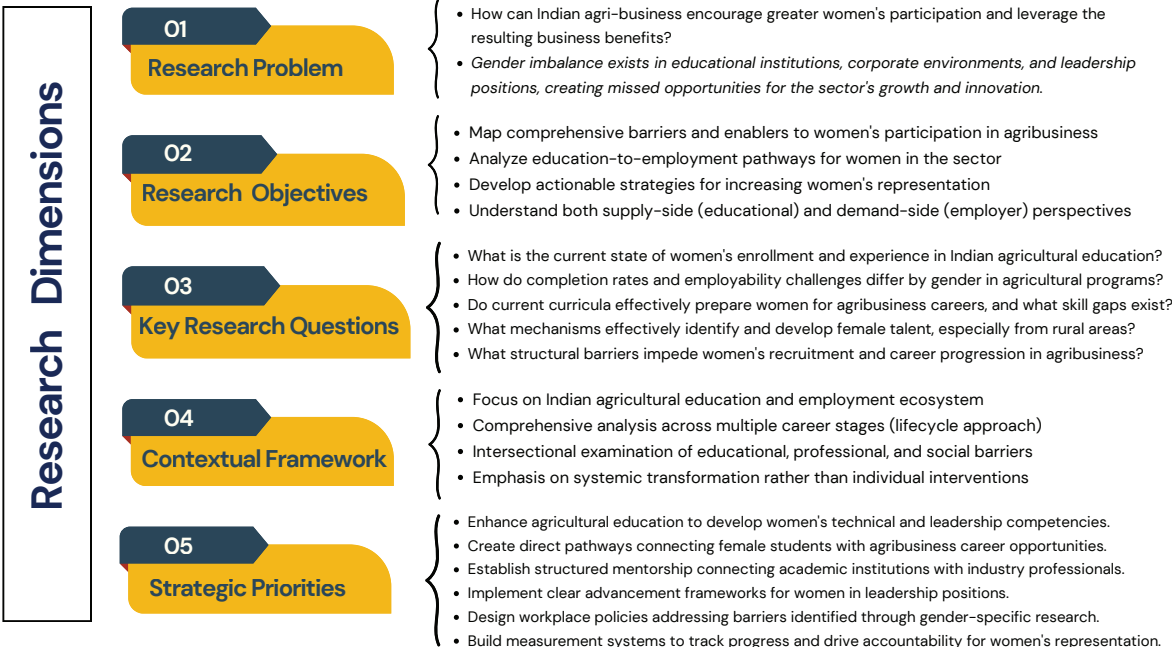 Research Dimensions
01
Research Problem
• How can Indian agri-business encourage greater women's participation and leverage the
resulting business benefits?
• Gender imbalance exists in educational institutions, corporate environments, and leadership
positions, creating missed opportunities for the sector's growth and innovation.
02
Research Objectives
• Map comprehensive barriers and enablers to women's participation in agribusiness
• Analyze education-to-employment pathways for women in the sector
• Develop actionable strategies for increasing women's representation
• Understand both supply-side (educational) and demand-side (employer) perspectives
03
Key Research Questions
• What is the current state of women's enrollment and experience in Indian agricultural education?
• How do completion rates and employability challenges differ by gender in agricultural programs?
• Do current curricula effectively prepare women for agribusiness careers, and what skill gaps exist?
• What mechanisms effectively identify and develop female talent, especially from rural areas?
• What structural barriers impede women's recruitment and career progression in agribusiness?
04
Contextual Framework
• Focus on Indian agricultural education and employment ecosystem
• Comprehensive analysis across multiple career stages (lifecycle approach)
• Intersectional examination of educational, professional, and social barriers
• Emphasis on systemic transformation rather than individual interventions
05
Strategic Priorities
• Enhance agricultural education to develop women's technical and leadership competencies.
• Create direct pathways connecting female students with agribusiness career opportunities.
• Establish structured mentorship connecting academic institutions with industry professionals.
• Implement clear advancement frameworks for women in leadership positions.
• Design workplace policies addressing barriers identified through gender-specific research.
• Build measurement systems to track progress and drive accountability for women's representation.